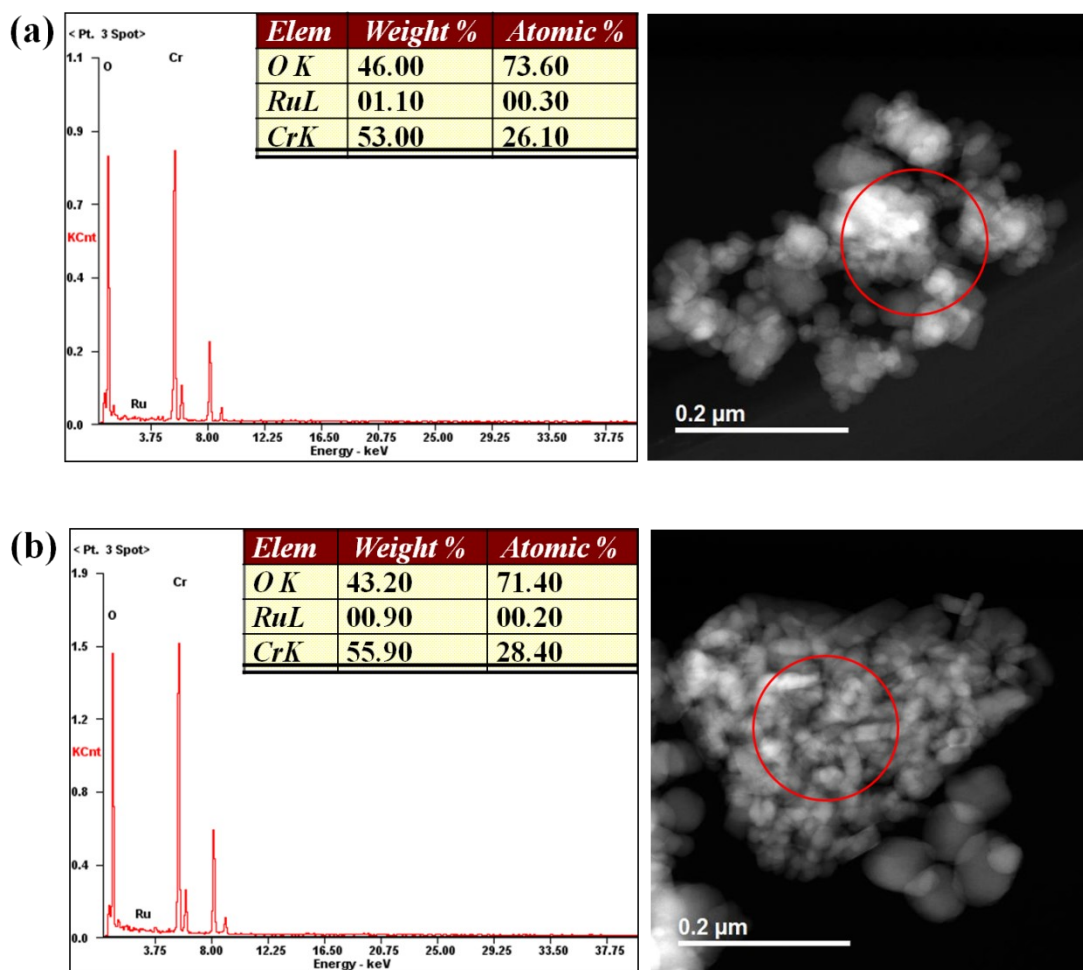 (a)
< Pt. 3 Spot>
Elem Weight % Atomic %
O K 46.00 73.60
RuL 01.10 00.30
CrK 53.00 26.10
1.1
O
Cr
0.9
0.7
KCnt
0.4
0.2
Ru
0.0
3.75 8.00 12.25 16.50 20.75 25.00 29.25 33.50 37.75
Energy - keV
0.2 µm
(b)
< Pt. 3 Spot>
Elem Weight % Atomic %
O K 43.20 71.40
RuL 00.90 00.20
CrK 55.90 28.40
1.9
Cr
O
1.5
1.2
KCnt
0.8
0.4
Ru
0.0
3.75 8.00 12.25 16.50 20.75 25.00 29.25 33.50 37.75
Energy - keV
0.2 µm